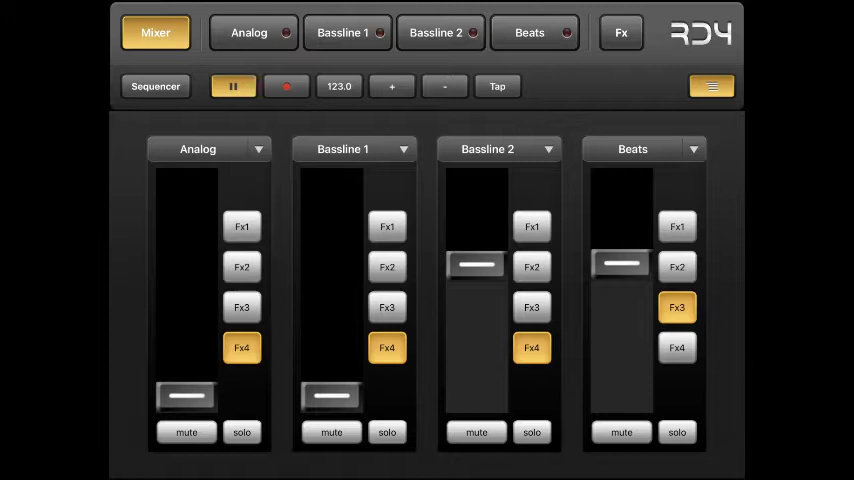 Mixer Analog Bassline 1 Bassline 2 Beats Fx RD4
Sequencer 123.0 + - Tap
Analog Bassline 1 Bassline 2 Beats
Fx1 Fx1 Fx1 Fx1
Fx2 Fx2 Fx2 Fx2
Fx3 Fx3 Fx3 Fx3
Fx4 Fx4 Fx4 Fx4
mute solo mute solo mute solo mute solo